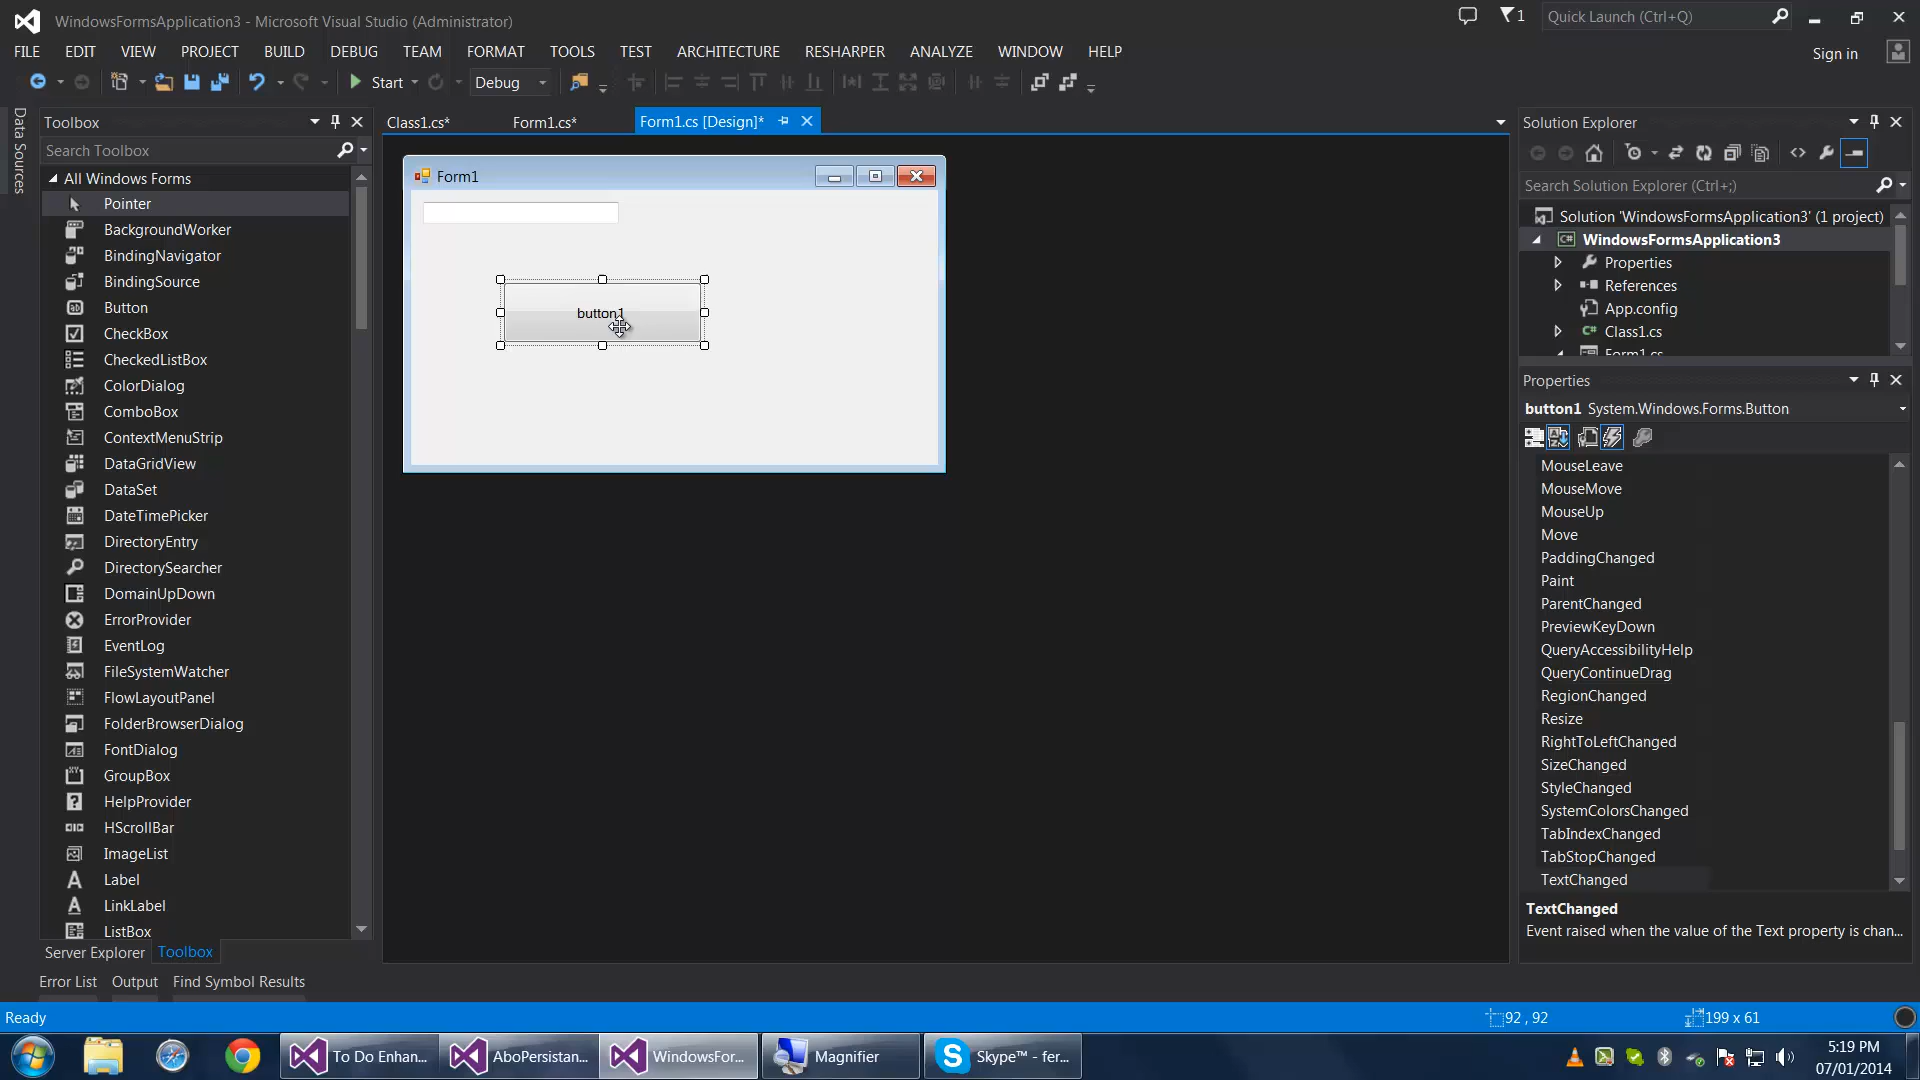 WindowsFormsApplication3 - Microsoft Visual Studio (Administrator)
1
Quick Launch (Ctrl+Q)
FILE EDIT VIEW PROJECT BUILD DEBUG TEAM FORMAT TOOLS TEST ARCHITECTURE RESHARPER ANALYZE WINDOW HELP
Sign in
Start
Debug
Data Sources
Toolbox
Search Toolbox
All Windows Forms
Pointer
BackgroundWorker
BindingNavigator
BindingSource
Button
CheckBox
CheckedListBox
ColorDialog
ComboBox
ContextMenuStrip
DataGridView
DataSet
DateTimePicker
DirectoryEntry
DirectorySearcher
DomainUpDown
ErrorProvider
EventLog
FileSystemWatcher
FlowLayoutPanel
FolderBrowserDialog
FontDialog
GroupBox
HelpProvider
HScrollBar
ImageList
Label
LinkLabel
ListBox
Server Explorer Toolbox
Class1.cs* Form1.cs* Form1.cs [Design]*
Form1
button1
Solution Explorer
Search Solution Explorer (Ctrl+;)
Solution 'WindowsFormsApplication3' (1 project)
WindowsFormsApplication3
Properties
References
App.config
Class1.cs
Form1.cs
Properties
button1 System.Windows.Forms.Button
MouseLeave
MouseMove
MouseUp
Move
PaddingChanged
Paint
ParentChanged
PreviewKeyDown
QueryAccessibilityHelp
QueryContinueDrag
RegionChanged
Resize
RightToLeftChanged
SizeChanged
StyleChanged
SystemColorsChanged
TabIndexChanged
TabStopChanged
TextChanged
TextChanged
Event raised when the value of the Text property is chan...
Error List Output Find Symbol Results
Ready
92 , 92
199 x 61
To Do Enhan...
AboPersistan...
WindowsFor...
Magnifier
Skype™ - fer...
5:19 PM
07/01/2014